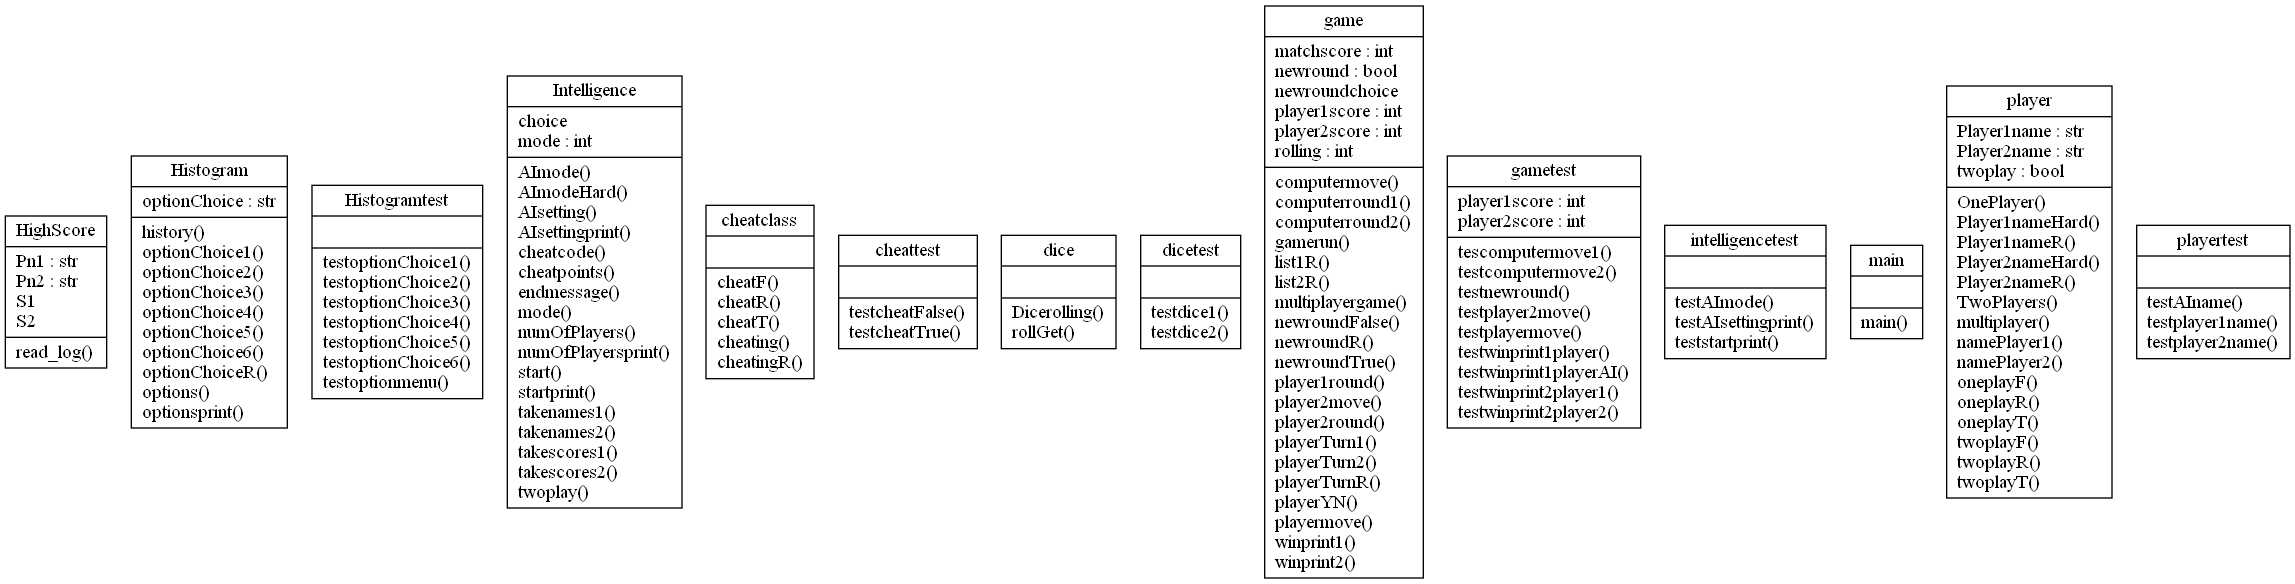 HighScore
Pn1 : str
Pn2 : str
S1
S2
read_log()
Histogram
optionChoice : str
history()
optionChoice1()
optionChoice2()
optionChoice3()
optionChoice4()
optionChoice5()
optionChoice6()
optionChoiceR()
options()
optionsprint()
Histogramtest
testoptionChoice1()
testoptionChoice2()
testoptionChoice3()
testoptionChoice4()
testoptionChoice5()
testoptionChoice6()
testoptionmenu()
Intelligence
choice
mode : int
AImode()
AImodeHard()
AIsetting()
AIsettingprint()
cheatcode()
cheatpoints()
endmessage()
mode()
numOfPlayers()
numOfPlayersprint()
start()
startprint()
takenames1()
takenames2()
takescores1()
takescores2()
twoplay()
cheatclass
cheatF()
cheatR()
cheatT()
cheating()
cheatingR()
cheattest
testcheatFalse()
testcheatTrue()
dice
Dicerolling()
rollGet()
dicetest
testdice1()
testdice2()
game
matchscore : int
newround : bool
newroundchoice
player1score : int
player2score : int
rolling : int
computermove()
computerround1()
computerround2()
gamerun()
list1R()
list2R()
multiplayergame()
newroundFalse()
newroundR()
newroundTrue()
player1round()
player2move()
player2round()
playerTurn1()
playerTurn2()
playerTurnR()
playerYN()
playermove()
winprint1()
winprint2()
gametest
player1score : int
player2score : int
tescomputermove1()
testcomputermove2()
testnewround()
testplayer2move()
testplayermove()
testwinprint1player()
testwinprint1playerAI()
testwinprint2player1()
testwinprint2player2()
intelligencetest
testAImode()
testAIsettingprint()
teststartprint()
main
main()
player
Player1name : str
Player2name : str
twoplay : bool
OnePlayer()
Player1nameHard()
Player1nameR()
Player2nameHard()
Player2nameR()
TwoPlayers()
multiplayer()
namePlayer1()
namePlayer2()
oneplayF()
oneplayR()
oneplayT()
twoplayF()
twoplayR()
twoplayT()
playertest
testAIname()
testplayer1name()
testplayer2name()